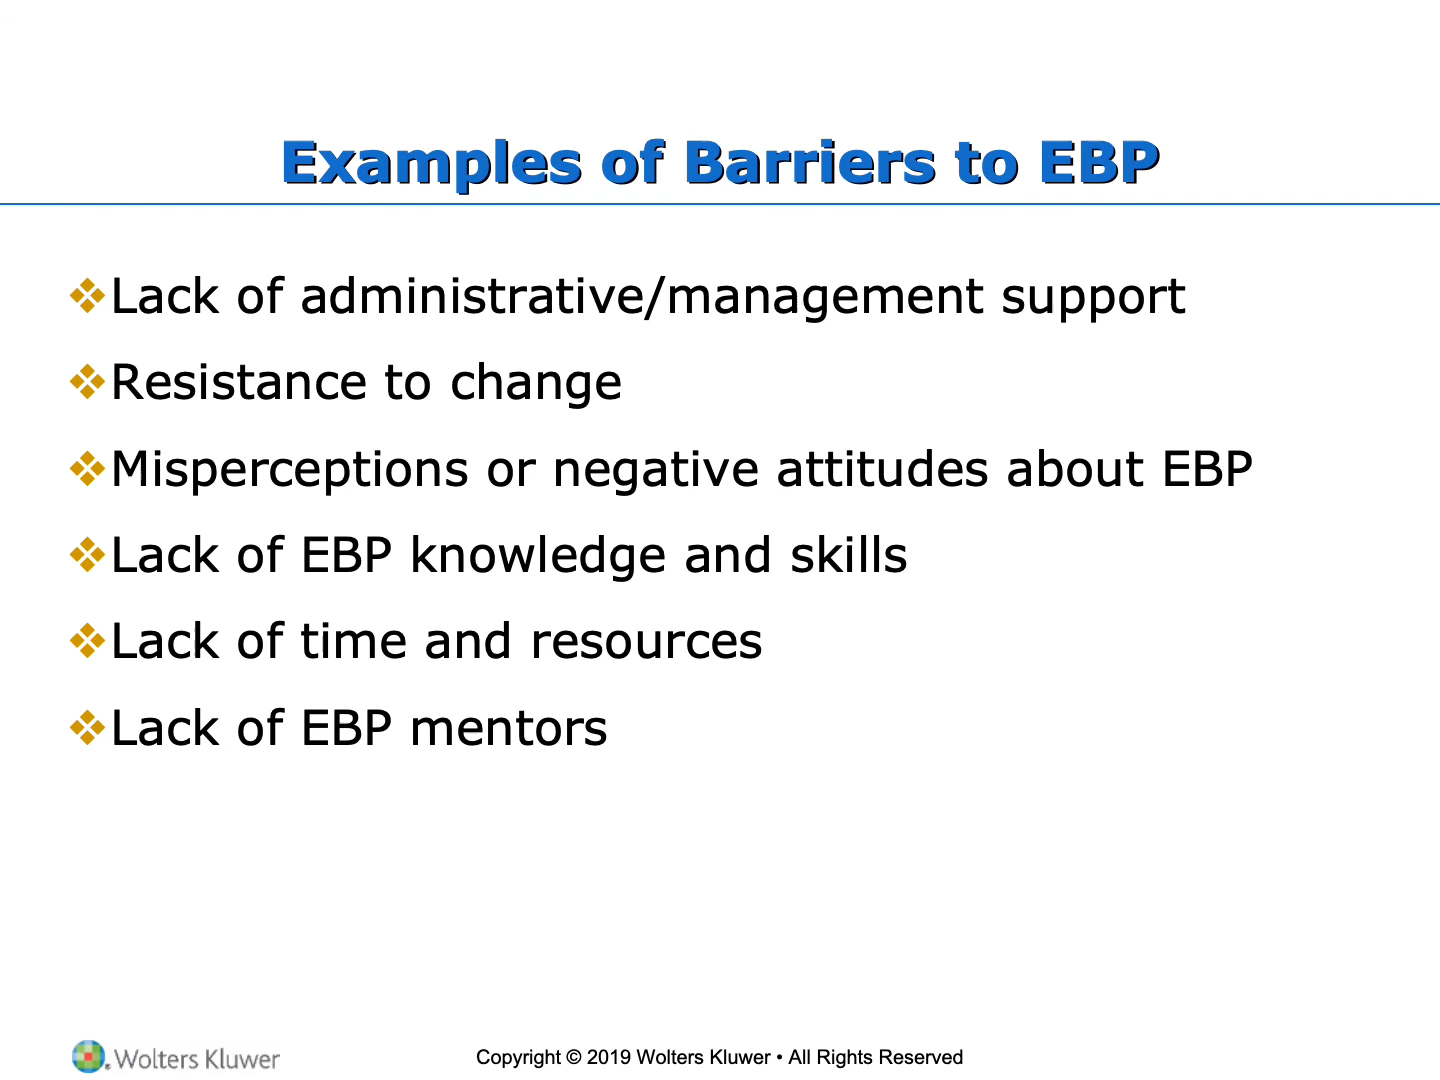 Examples of Barriers to EBP
❖Lack of administrative/management support
❖Resistance to change
❖Misperceptions or negative attitudes about EBP
❖Lack of EBP knowledge and skills
❖Lack of time and resources
❖Lack of EBP mentors
Wolters Kluwer
Copyright © 2019 Wolters Kluwer • All Rights Reserved